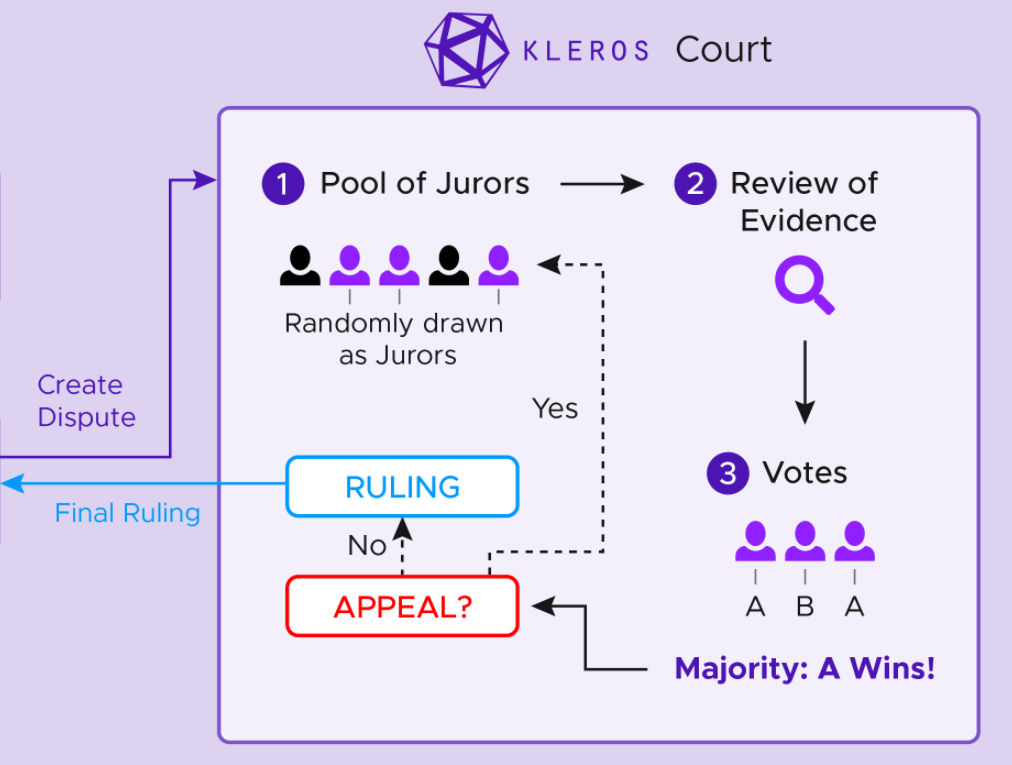 KLEROS Court
1 Pool of Jurors
2 Review of
Evidence
Randomly drawn
as Jurors
Create
Dispute
Yes
3 Votes
RULING
Final Ruling
No
APPEAL?
A B A
Majority: A Wins!